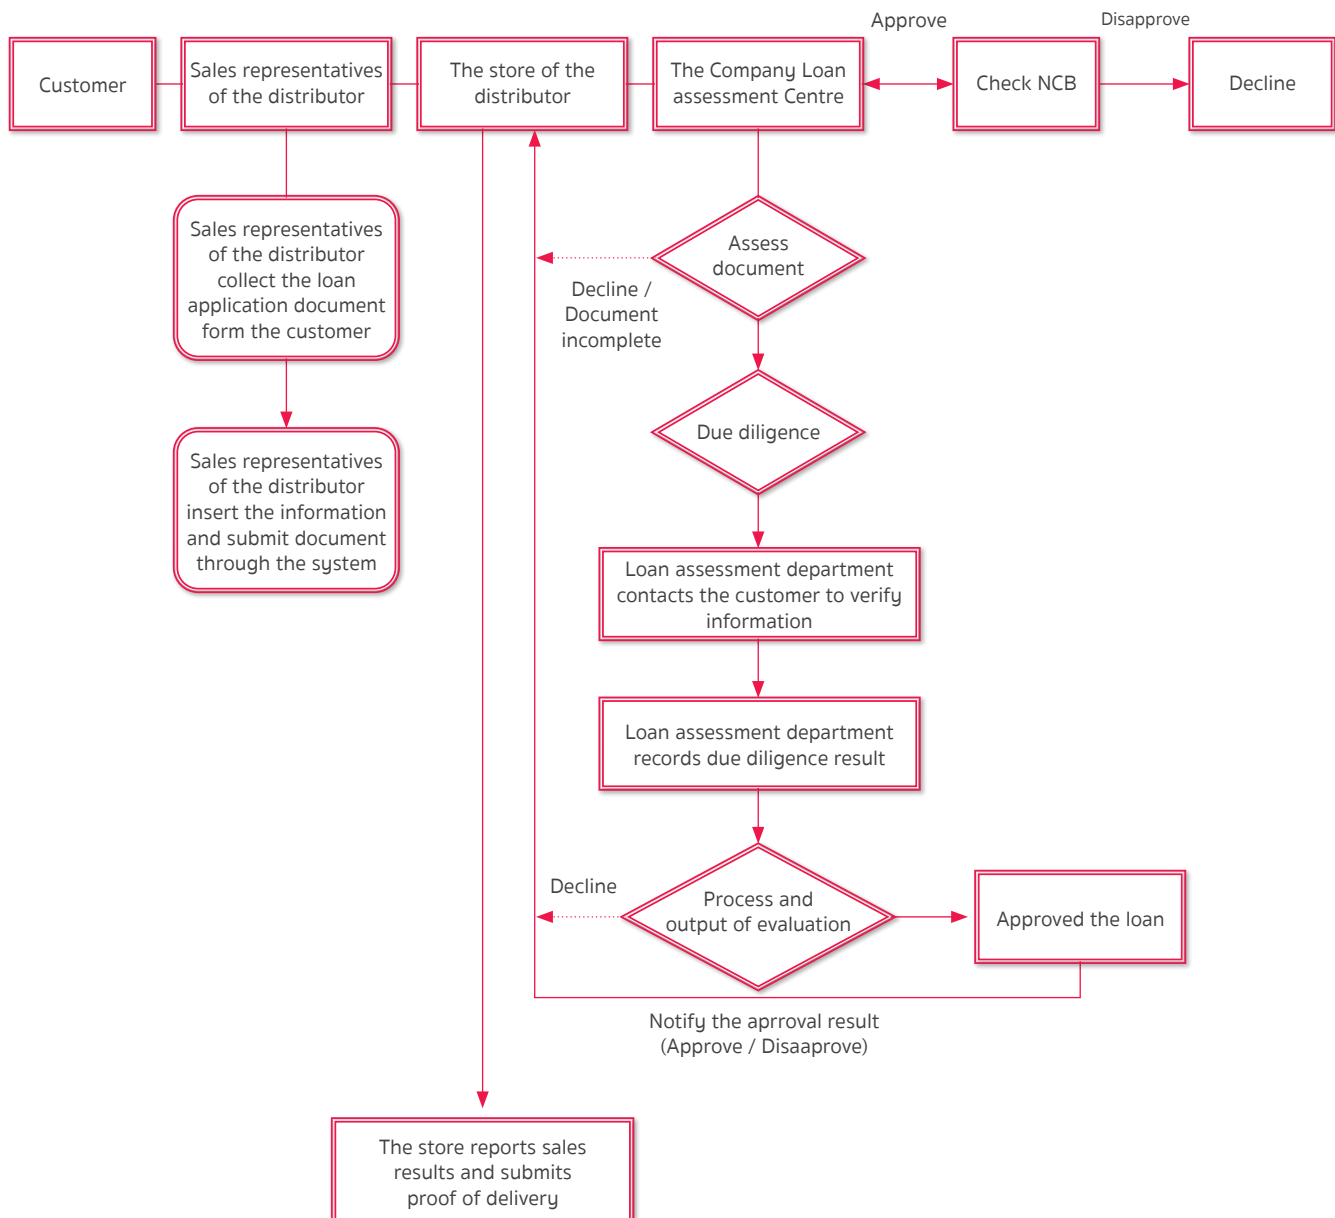 Approve
Disapprove
Customer
Sales representatives
of the distributor
The store of the
distributor
The Company Loan
assessment Centre
Check NCB
Decline
Sales representatives
of the distributor
collect the loan
application document
form the customer
Assess
document
Decline /
Document
incomplete
Due diligence
Sales representatives
of the distributor
insert the information
and submit document
through the system
Loan assessment department
contacts the customer to verify
information
Loan assessment department
records due diligence result
Decline
Process and
output of evaluation
Approved the loan
Notify the aprroval result
(Approve / Disaaprove)
The store reports sales
results and submits
proof of delivery